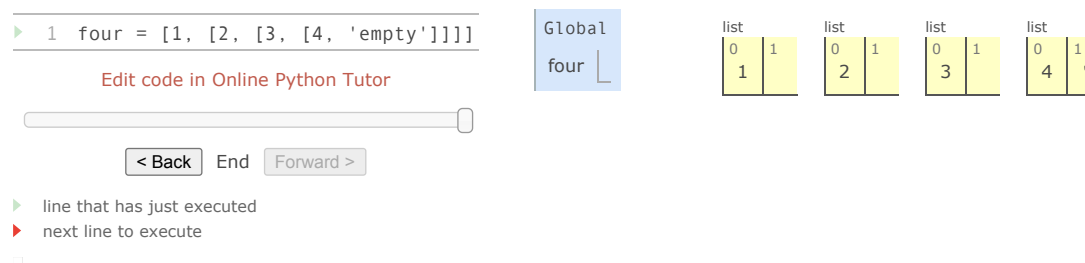 1 four = [1, [2, [3, [4, 'empty']]]]
Edit code in Online Python Tutor
< Back End Forward >
line that has just executed
next line to execute
Global
four
list list list list
0 1 0 1 0 1 0 1
1 2 3 4